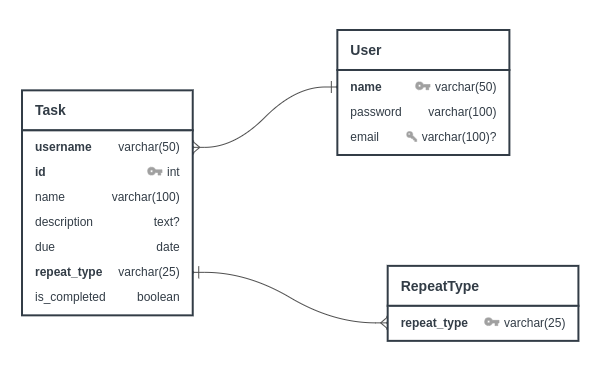 User
name varchar(50)
password varchar(100)
email varchar(100)?
Task
username varchar(50)
id int
name varchar(100)
description text?
due date
repeat_type varchar(25)
is_completed boolean
RepeatType
repeat_type varchar(25)